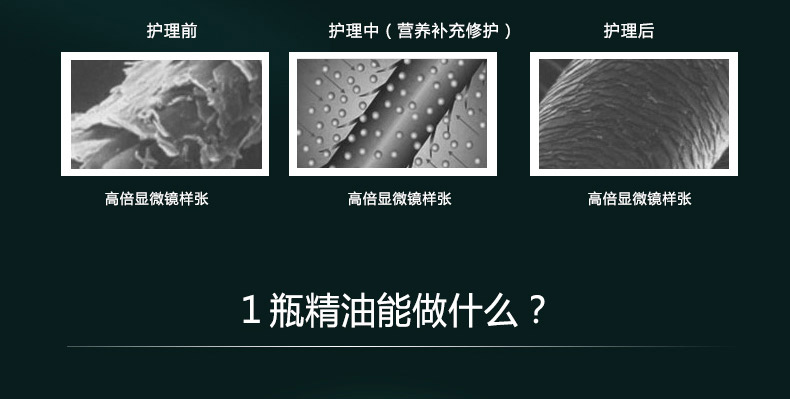 护理前
护理中（营养补充修护）
护理后
高倍显微镜样张
高倍显微镜样张
高倍显微镜样张
1瓶精油能做什么？